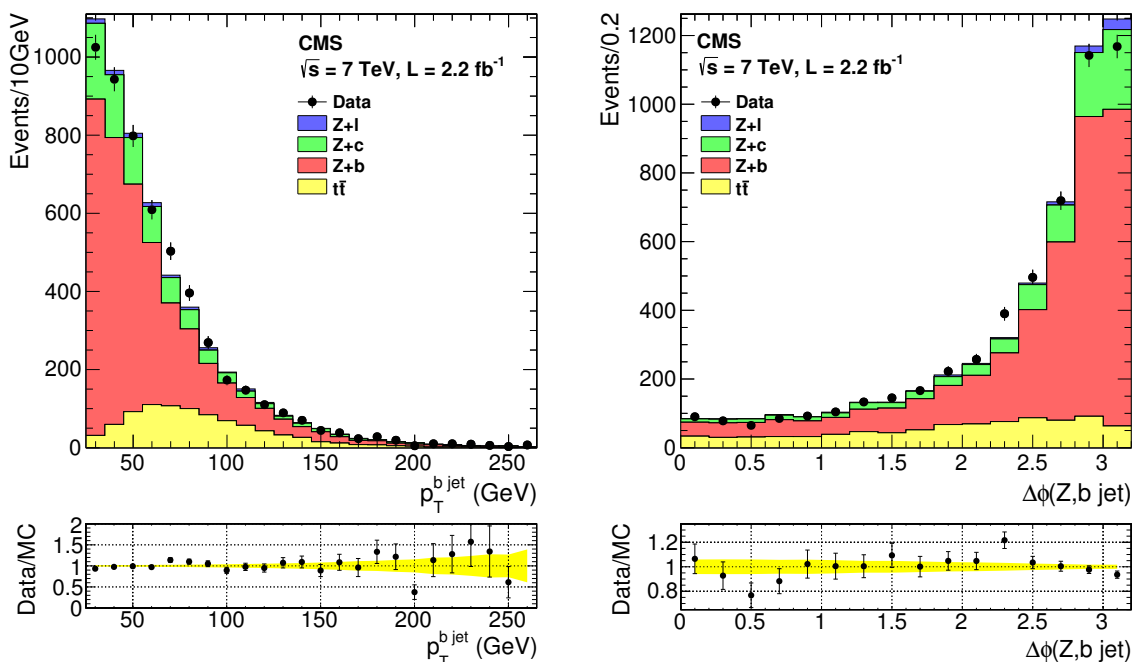 Events/10GeV
1000
800
600
400
200
0
CMS
√s = 7 TeV, L = 2.2 fb⁻¹
Data
Z+l
Z+c
Z+b
tt̄
50 100 150 200 250
p_T^{b jet} (GeV)
Data/MC
2
1.5
1
0.5
0
50 100 150 200 250
p_T^{b jet} (GeV)
Events/0.2
1200
1000
800
600
400
200
0
CMS
√s = 7 TeV, L = 2.2 fb⁻¹
Data
Z+l
Z+c
Z+b
tt̄
0 0.5 1 1.5 2 2.5 3
Δϕ(Z,b jet)
Data/MC
1.2
1
0.8
0 0.5 1 1.5 2 2.5 3
Δϕ(Z,b jet)